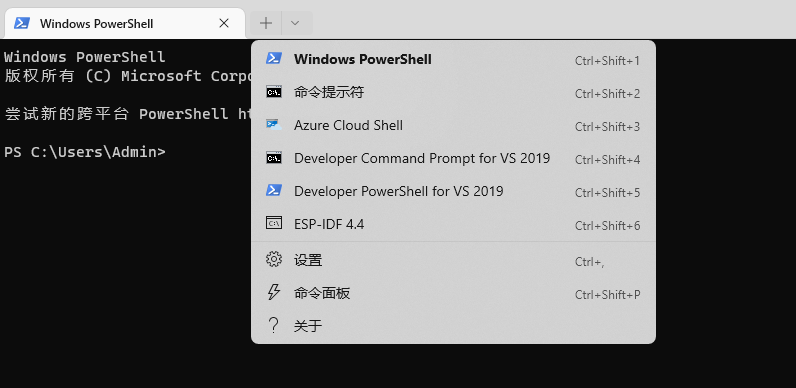 Windows PowerShell
Windows PowerShell
版权所有 (C) Microsoft Corpo
尝试新的跨平台 PowerShell ht
PS C:\Users\Admin>
Windows PowerShell Ctrl+Shift+1
命令提示符 Ctrl+Shift+2
Azure Cloud Shell Ctrl+Shift+3
Developer Command Prompt for VS 2019 Ctrl+Shift+4
Developer PowerShell for VS 2019 Ctrl+Shift+5
ESP-IDF 4.4 Ctrl+Shift+6
设置 Ctrl+,
命令面板 Ctrl+Shift+P
关于